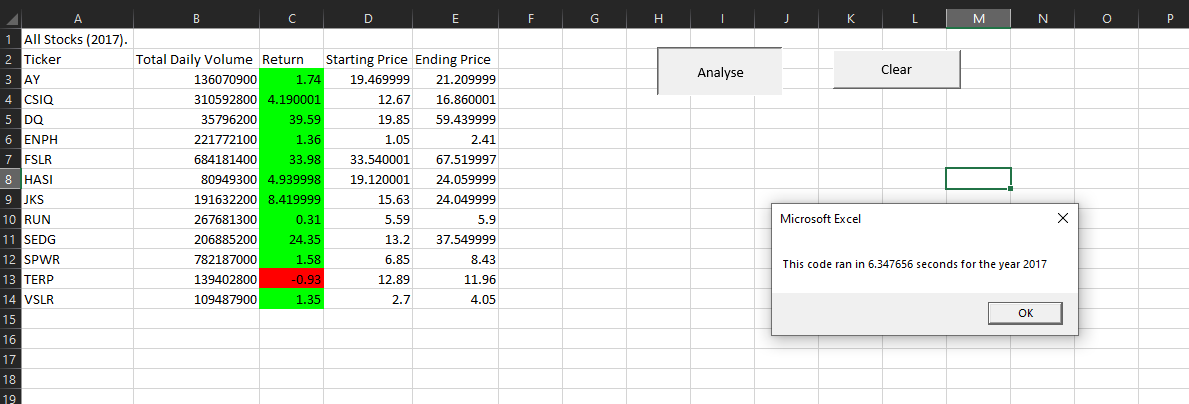 A B C D E F G H I J K L M N O P
1 All Stocks (2017).
2 Ticker Total Daily Volume Return Starting Price Ending Price Analyse Clear
3 AY 136070900 1.74 19.469999 21.209999
4 CSIQ 310592800 4.190001 12.67 16.860001
5 DQ 35796200 39.59 19.85 59.439999
6 ENPH 221772100 1.36 1.05 2.41
7 FSLR 684181400 33.98 33.540001 67.519997
8 HASI 80949300 4.939998 19.120001 24.059999
9 JKS 191632200 8.419999 15.63 24.049999
10 RUN 267681300 0.31 5.59 5.9
11 SEDG 206885200 24.35 13.2 37.549999
12 SPWR 782187000 1.58 6.85 8.43
13 TERP 139402800 -0.93 12.89 11.96
14 VSLR 109487900 1.35 2.7 4.05
15
16
17
18
19
Microsoft Excel
This code ran in 6.347656 seconds for the year 2017
OK